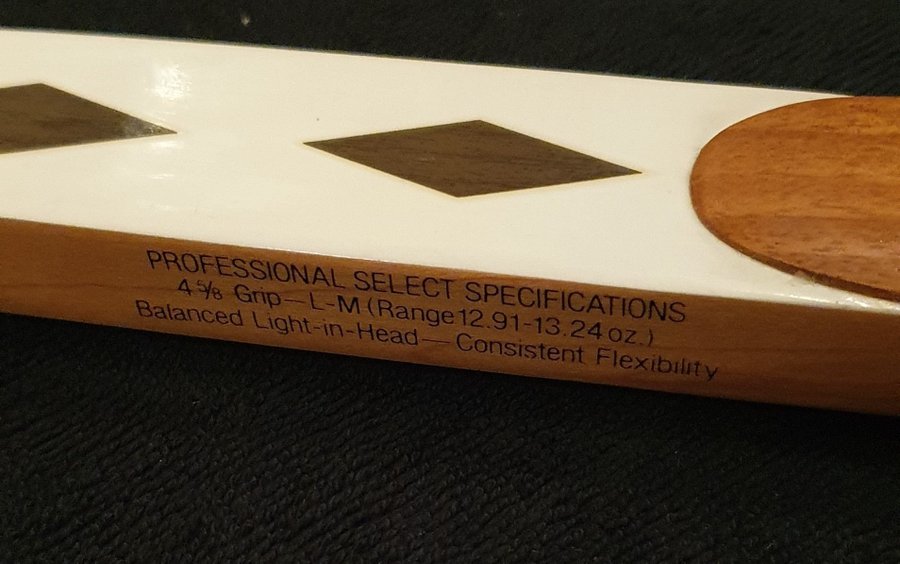 PROFESSIONAL SELECT SPECIFICATIONS
4 5/8 Grip—L-M (Range 12.91-13.24 oz.)
Balanced Light-in-Head—Consistent Flexibility